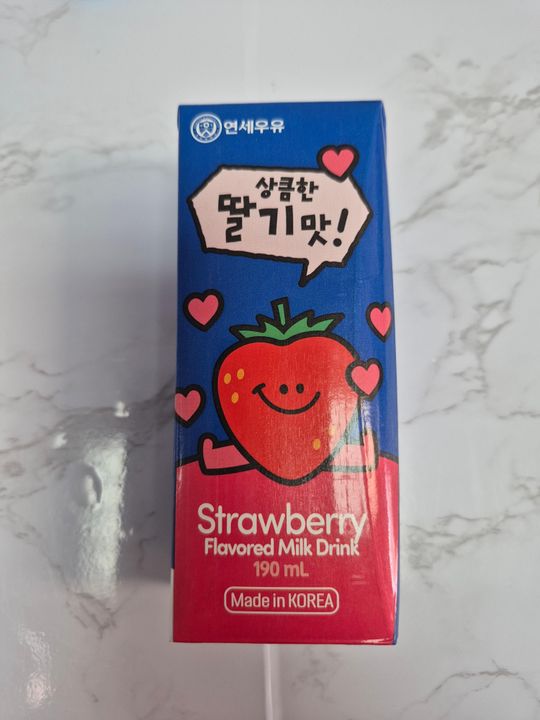 연세우유
상큼한
딸기맛!
Strawberry
Flavored Milk Drink
190 mL
Made in KOREA